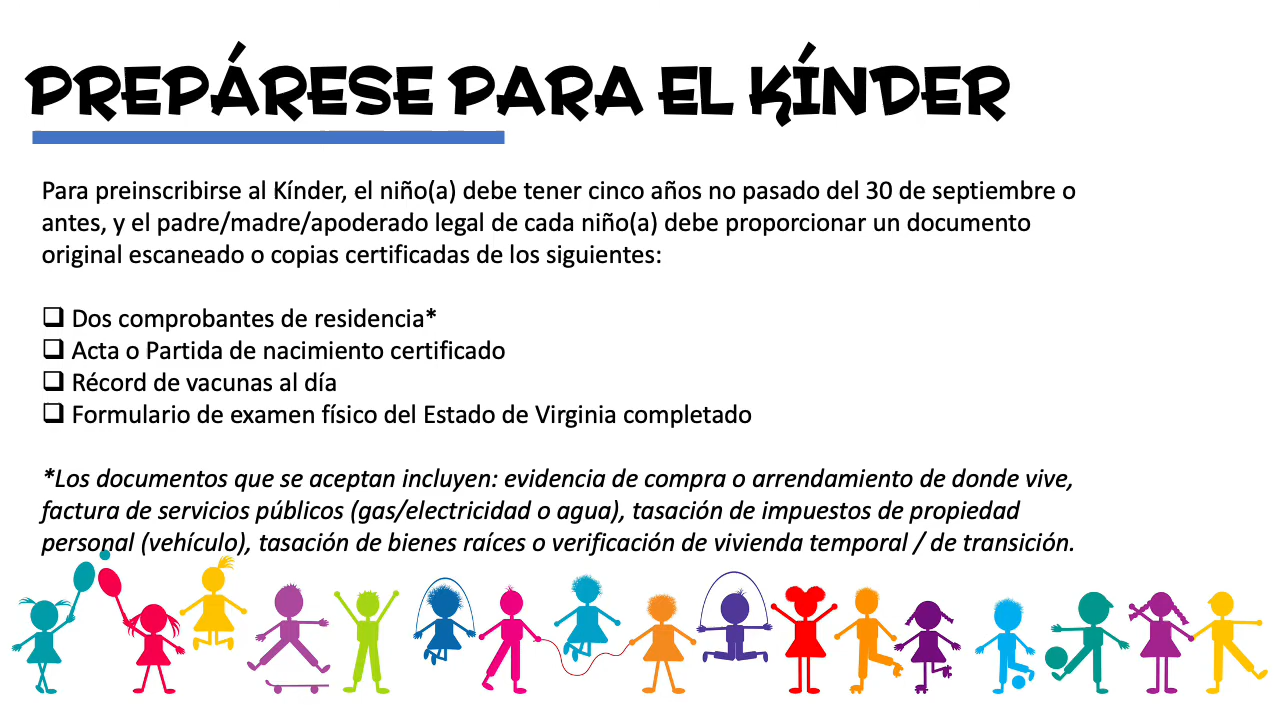 PREPÁRESE PARA EL KÍNDER
Para preinscribirse al Kínder, el niño(a) debe tener cinco años no pasado del 30 de septiembre o
antes, y el padre/madre/apoderado legal de cada niño(a) debe proporcionar un documento
original escaneado o copias certificadas de los siguientes:
❑ Dos comprobantes de residencia*
❑ Acta o Partida de nacimiento certificado
❑ Récord de vacunas al día
❑ Formulario de examen físico del Estado de Virginia completado
*Los documentos que se aceptan incluyen: evidencia de compra o arrendamiento de donde vive,
factura de servicios públicos (gas/electricidad o agua), tasación de impuestos de propiedad
personal (vehículo), tasación de bienes raíces o verificación de vivienda temporal / de transición.